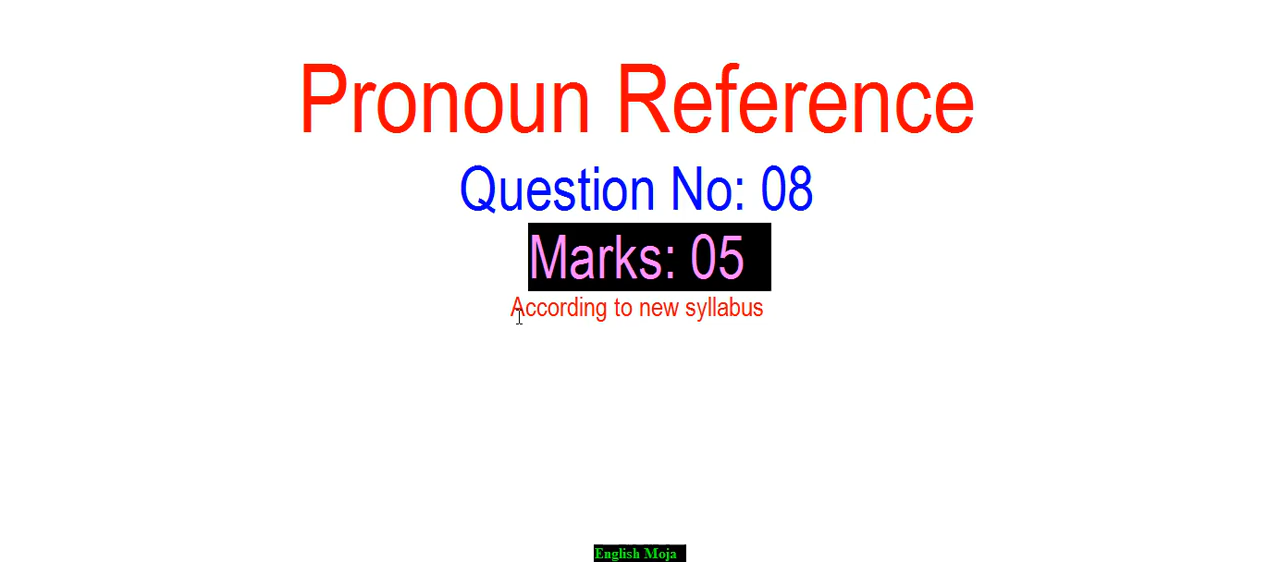 Pronoun Reference
Question No: 08
Marks: 05
According to new syllabus
English Moja